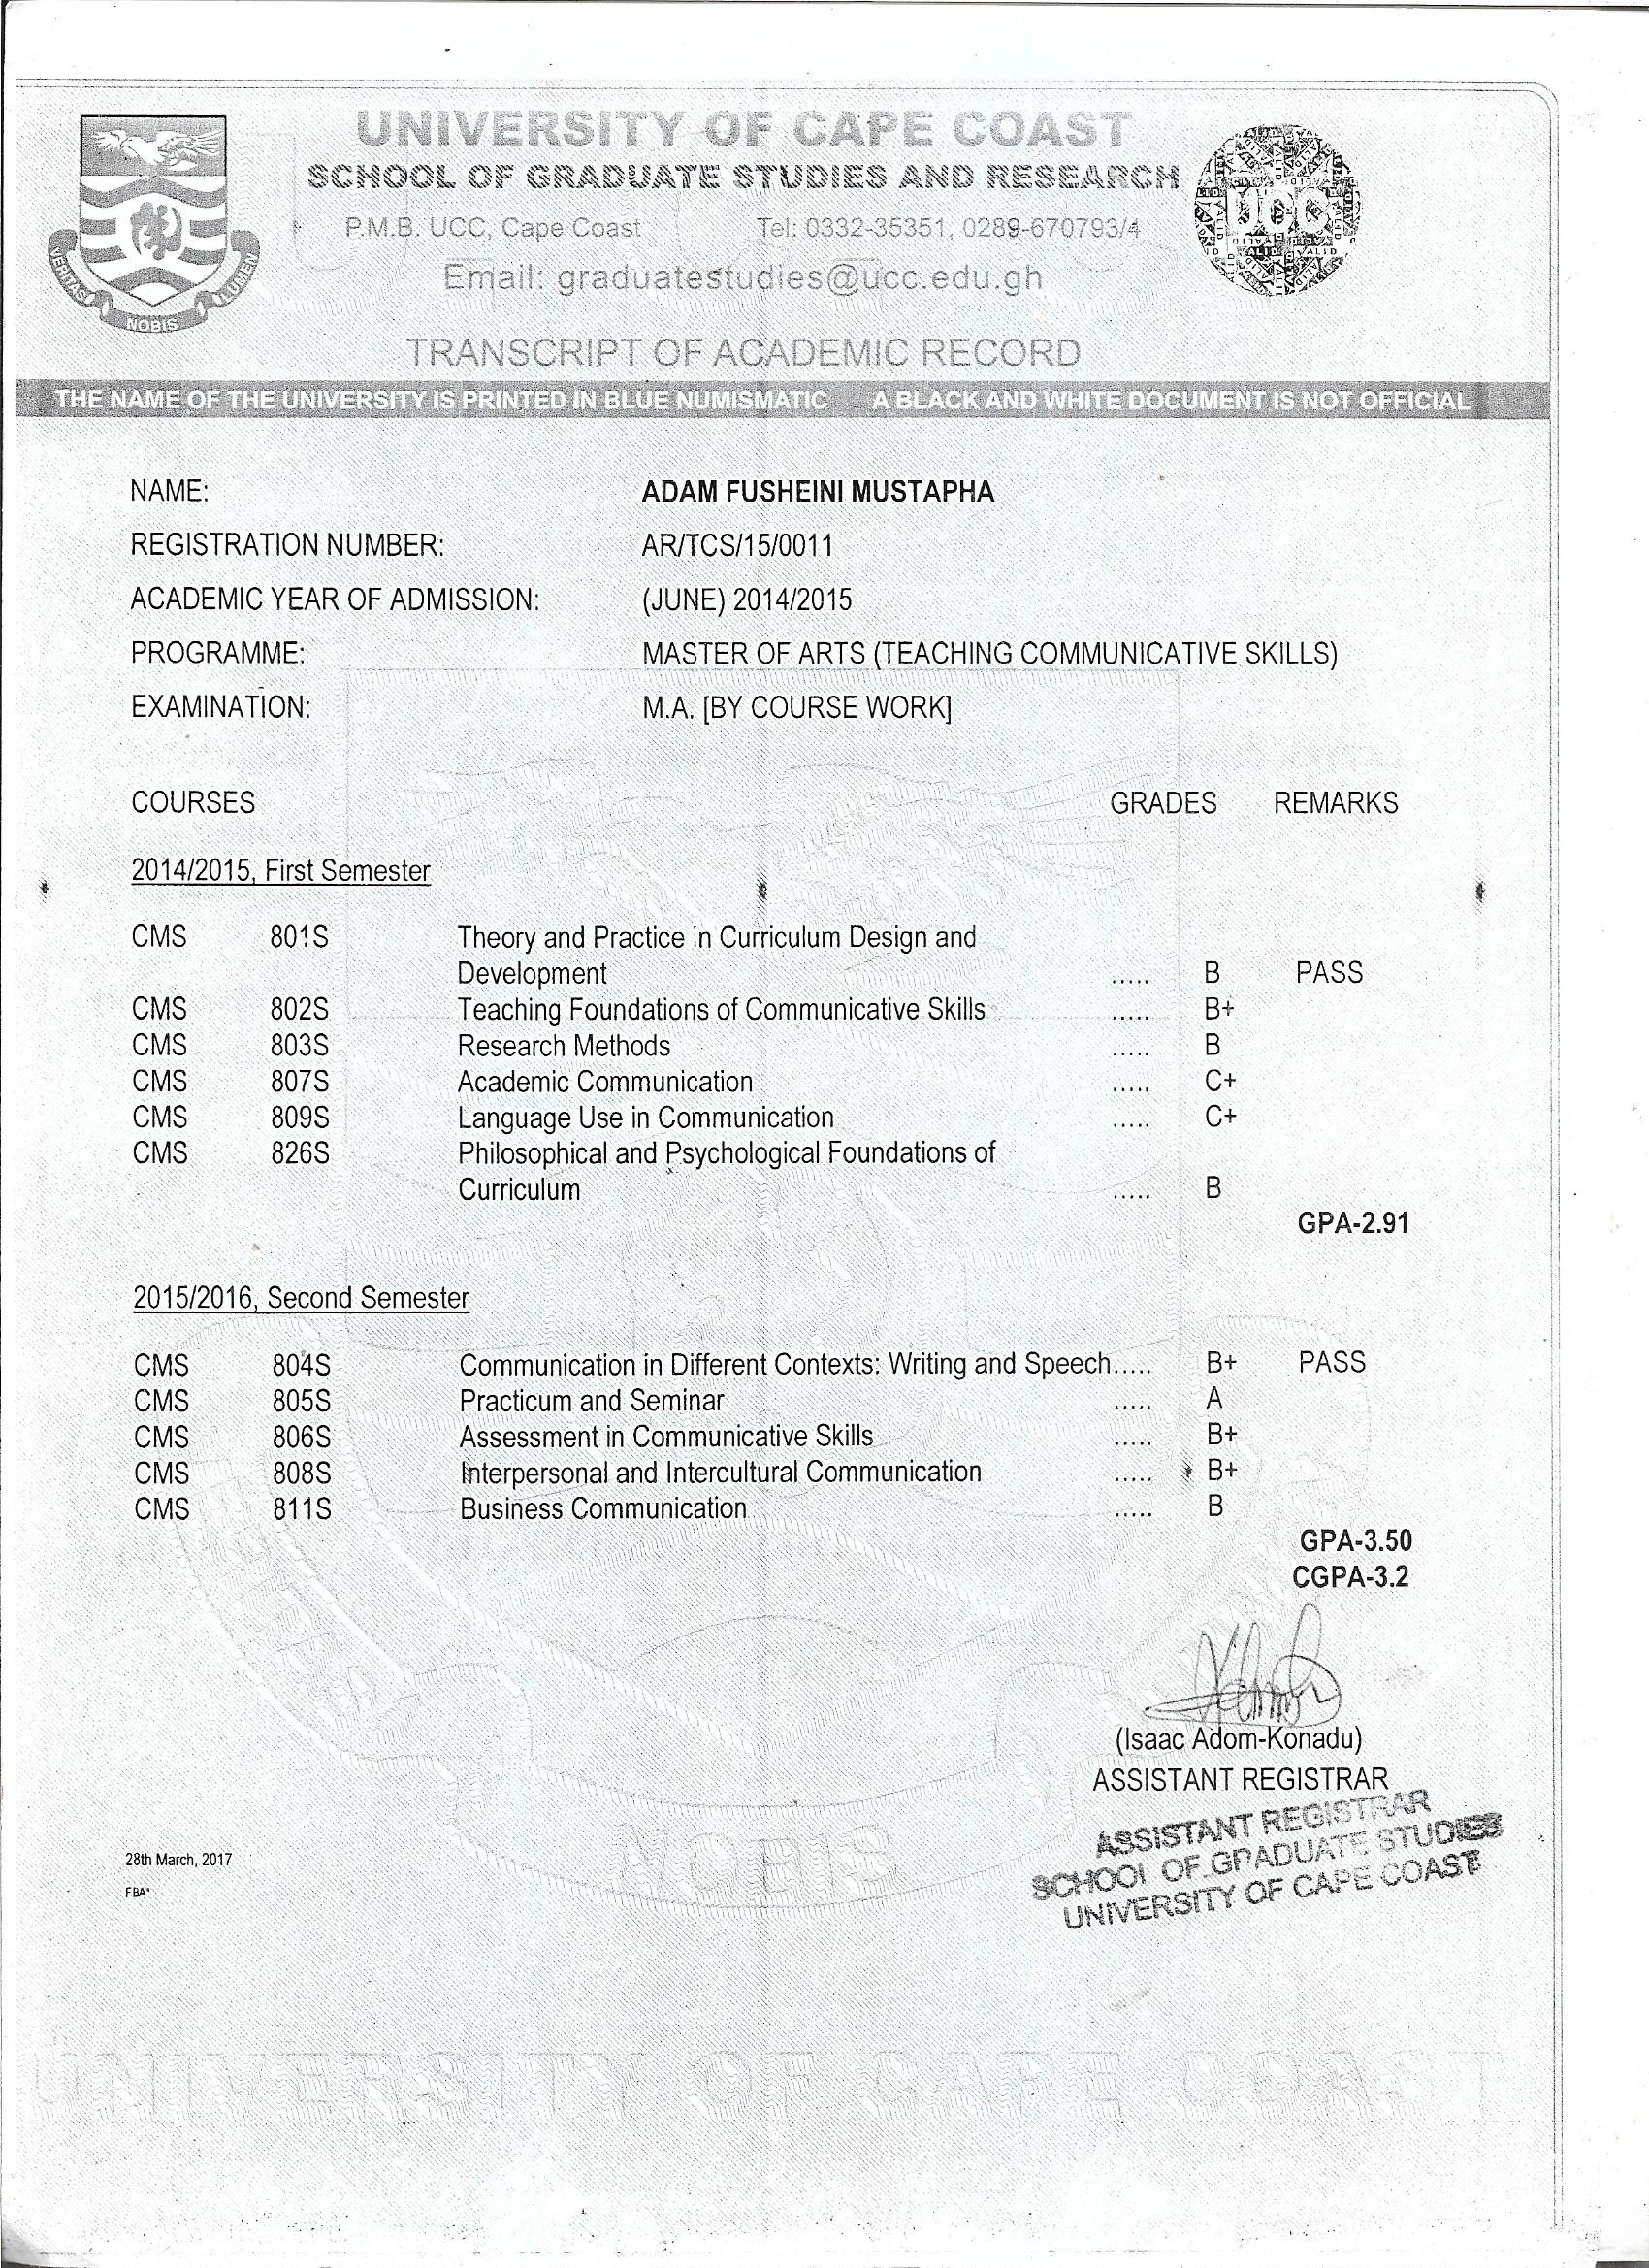 UNIVERSITY OF CAPE COAST
SCHOOL OF GRADUATE STUDIES AND RESEARCH
P.M.B. UCC, Cape Coast Tel: 0332-35351, 0289-670793/4
Email: graduatestudies@ucc.edu.gh
VERITAS NOBIS LUMEN
UCC
TRANSCRIPT OF ACADEMIC RECORD
THE NAME OF THE UNIVERSITY IS PRINTED IN BLUE NUMISMATIC A BLACK AND WHITE DOCUMENT IS NOT OFFICIAL
NAME: ADAM FUSHEINI MUSTAPHA
REGISTRATION NUMBER: AR/TCS/15/0011
ACADEMIC YEAR OF ADMISSION: (JUNE) 2014/2015
PROGRAMME: MASTER OF ARTS (TEACHING COMMUNICATIVE SKILLS)
EXAMINATION: M.A. [BY COURSE WORK]
COURSES GRADES REMARKS
2014/2015, First Semester
CMS 801S Theory and Practice in Curriculum Design and
Development ..... B PASS
CMS 802S Teaching Foundations of Communicative Skills ..... B+
CMS 803S Research Methods ..... B
CMS 807S Academic Communication ..... C+
CMS 809S Language Use in Communication ..... C+
CMS 826S Philosophical and Psychological Foundations of
Curriculum ..... B
GPA-2.91
2015/2016, Second Semester
CMS 804S Communication in Different Contexts: Writing and Speech..... B+ PASS
CMS 805S Practicum and Seminar ..... A
CMS 806S Assessment in Communicative Skills ..... B+
CMS 808S Interpersonal and Intercultural Communication ..... B+
CMS 811S Business Communication ..... B
GPA-3.50
CGPA-3.2
(Isaac Adom-Konadu)
ASSISTANT REGISTRAR
ASSISTANT REGISTRAR
SCHOOL OF GRADUATE STUDIES
UNIVERSITY OF CAPE COAST
28th March, 2017
FBA*
NOBIS
UNIVERSITY OF CAPE COAST